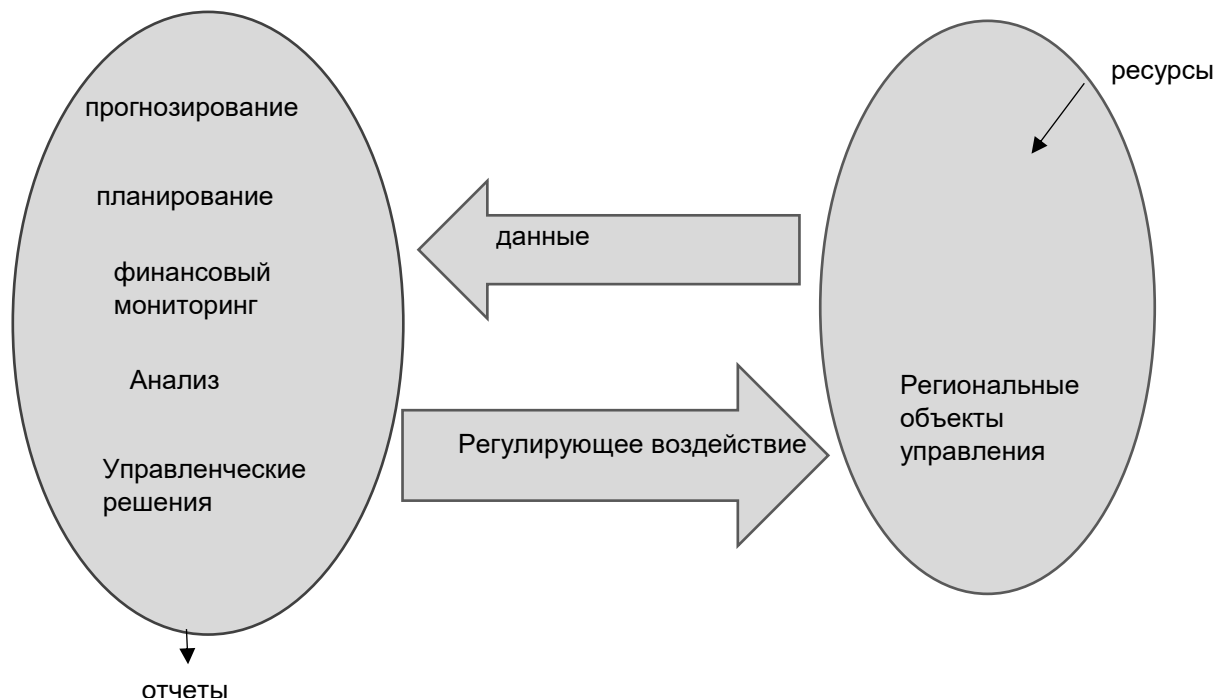 прогнозирование
планирование
финансовый
мониторинг
Анализ
Управленческие
решения
отчеты
данные
Регулирующее воздействие
ресурсы
Региональные
объекты
управления